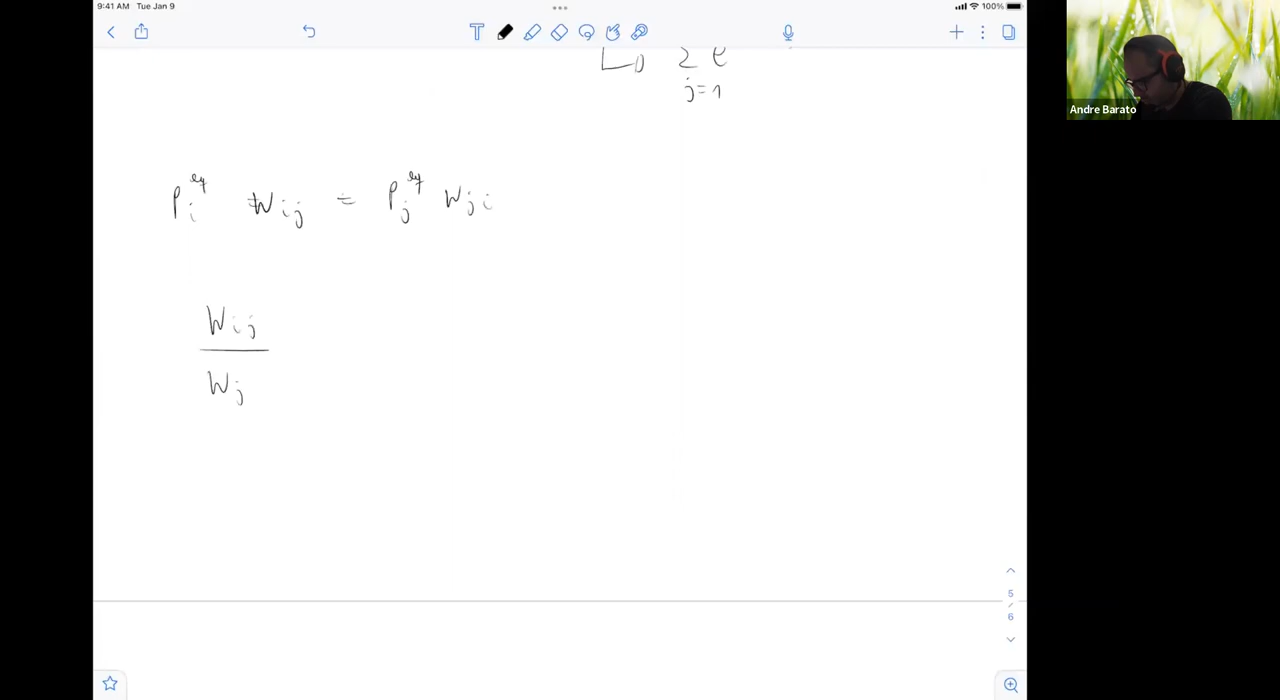 9:41 AM Tue Jan 9
100%
Andre Barato
Σ e
j=1
P_i^eq w_ij = P_j^eq w_ji
w_ij
w_j
5
6